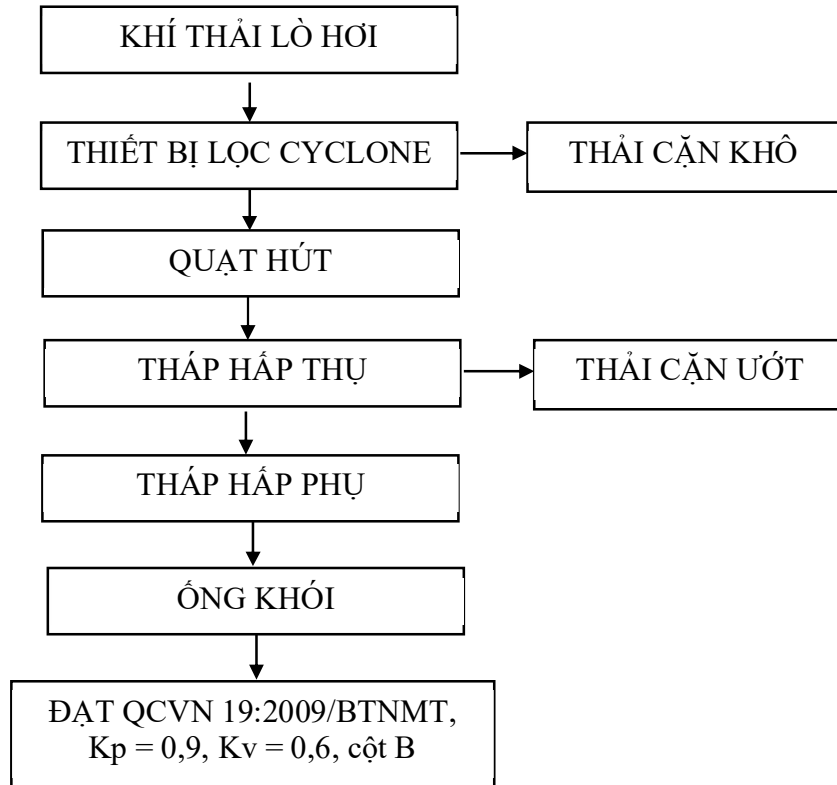 KHÍ THẢI LÒ HƠI
THIẾT BỊ LỌC CYCLONE
THẢI CẶN KHÔ
QUẠT HÚT
THÁP HẤP THỤ
THẢI CẶN ƯỚT
THÁP HẤP PHỤ
ỐNG KHÓI
ĐẠT QCVN 19:2009/BTNMT,
Kp = 0,9, Kv = 0,6, cột B